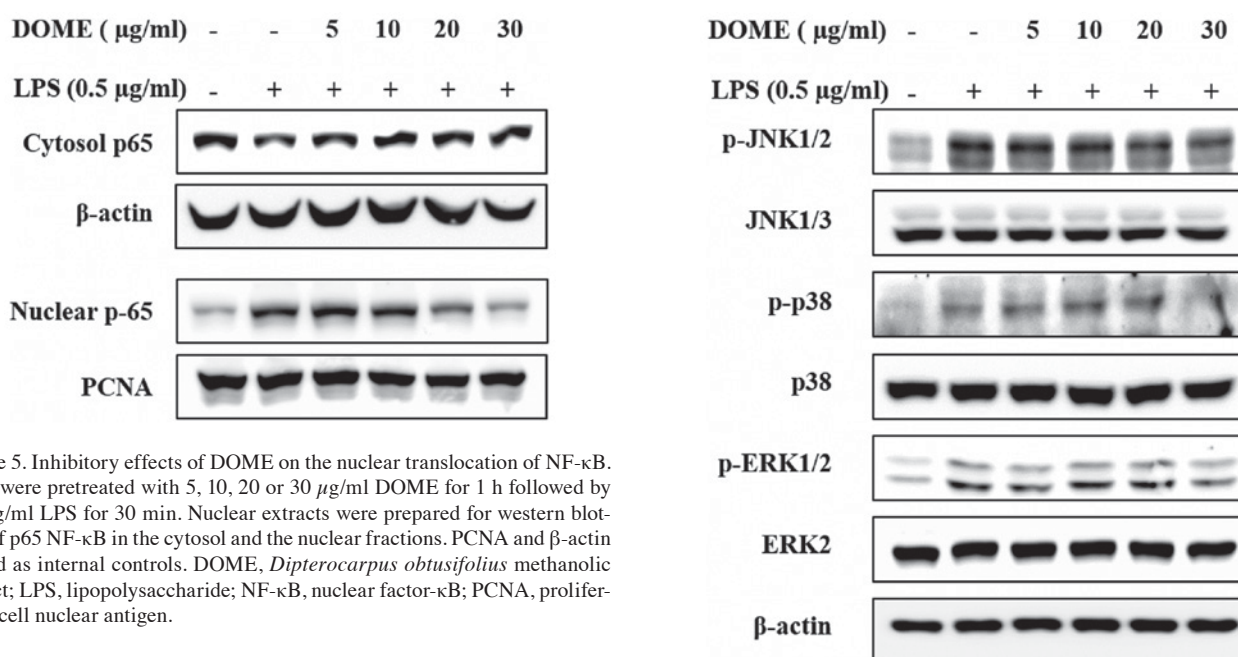 DOME ( μg/ml) - - 5 10 20 30
LPS (0.5 μg/ml) - + + + + +
Cytosol p65
β-actin
Nuclear p-65
PCNA
e 5. Inhibitory effects of DOME on the nuclear translocation of NF-κB.
were pretreated with 5, 10, 20 or 30 μg/ml DOME for 1 h followed by
g/ml LPS for 30 min. Nuclear extracts were prepared for western blot-
f p65 NF-κB in the cytosol and the nuclear fractions. PCNA and β-actin
d as internal controls. DOME, Dipterocarpus obtusifolius methanolic
ct; LPS, lipopolysaccharide; NF-κB, nuclear factor-κB; PCNA, prolifer-
cell nuclear antigen.
DOME ( μg/ml) - - 5 10 20 30
LPS (0.5 μg/ml) - + + + + +
p-JNK1/2
JNK1/3
p-p38
p38
p-ERK1/2
ERK2
β-actin